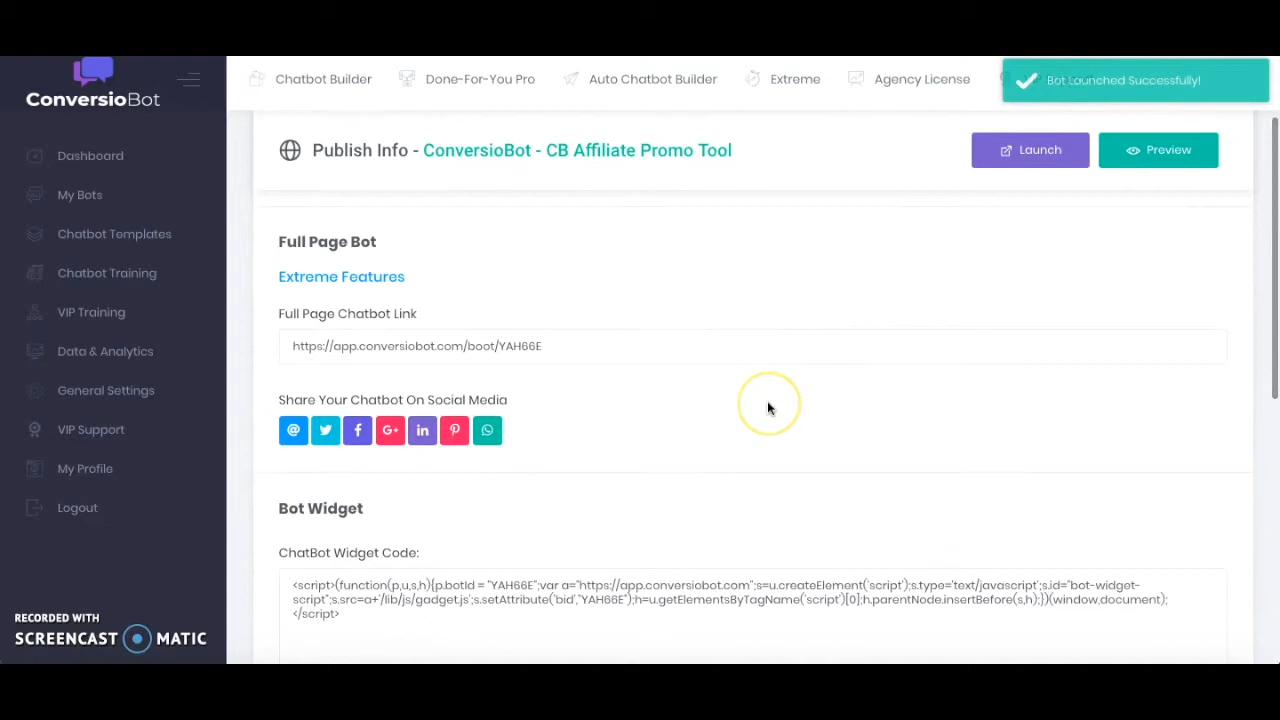 ConversioBot
Chatbot Builder
Done-For-You Pro
Auto Chatbot Builder
Extreme
Agency License
Bot Launched Successfully!
Dashboard
My Bots
Chatbot Templates
Chatbot Training
VIP Training
Data & Analytics
General Settings
VIP Support
My Profile
Logout
Publish Info - ConversioBot - CB Affiliate Promo Tool
Launch
Preview
Full Page Bot
Extreme Features
Full Page Chatbot Link
https://app.conversiobot.com/boot/YAH66E
Share Your Chatbot On Social Media
@ f G+ in
Bot Widget
ChatBot Widget Code:
<script>(function(p,u,s,h){p.botId = "YAH66E";var a="https://app.conversiobot.com";s=u.createElement('script');s.type='text/javascript';s.id="bot-widget-
script";s.src=a+'/lib/js/gadget.js';s.setAttribute('bid',"YAH66E");h=u.getElementsByTagName('script')[0];h.parentNode.insertBefore(s,h);})(window,document);
</script>
RECORDED WITH
SCREENCAST MATIC